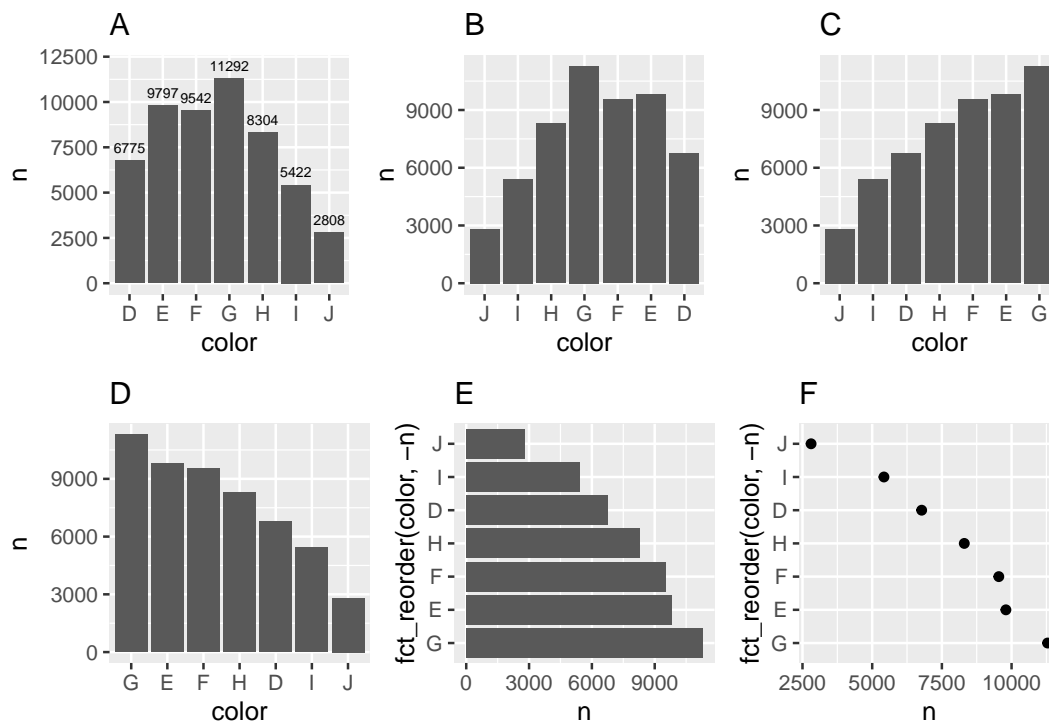 A
12500
10000
7500
5000
2500
0
n
6775
9797
9542
11292
8304
5422
2808
D E F G H I J
color
B
9000
6000
3000
0
n
J I H G F E D
color
C
9000
6000
3000
0
n
J I D H F E G
color
D
9000
6000
3000
0
n
G E F H D I J
color
E
fct_reorder(color, −n)
J
I
D
H
F
E
G
0 3000 6000 9000
n
F
fct_reorder(color, −n)
J
I
D
H
F
E
G
2500 5000 7500 10000
n